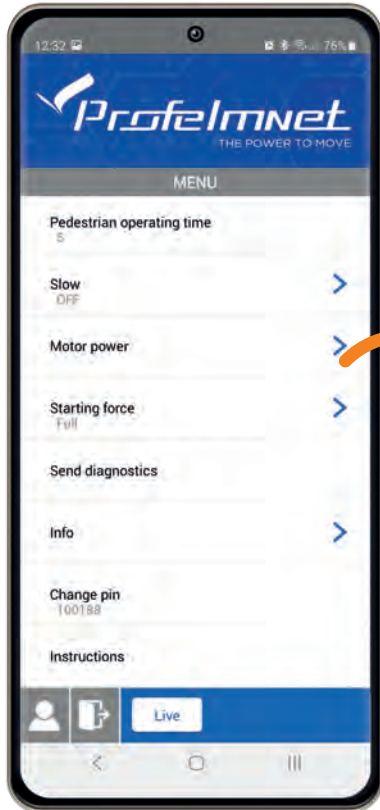 12:32 76%
Profelmnet
THE POWER TO MOVE
MENU
Pedestrian operating time
5
Slow
OFF
Motor power
Starting force
Full
Send diagnostics
Info
Change pin
100188
Instructions
Live